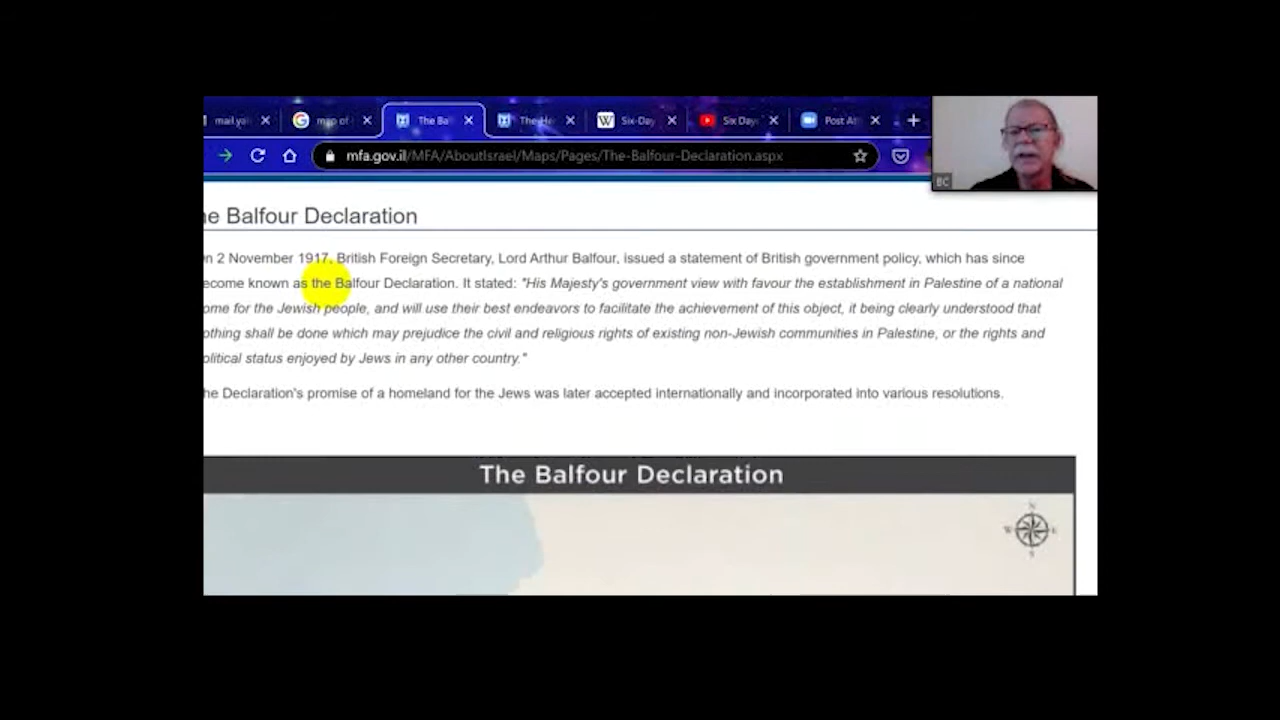 mail.ya
map of
The Ba
The He
Six-Day
Six Day
Post At
mfa.gov.il/MFA/AboutIsrael/Maps/Pages/The-Balfour-Declaration.aspx
BC
he Balfour Declaration
n 2 November 1917, British Foreign Secretary, Lord Arthur Balfour, issued a statement of British government policy, which has since
ecome known as the Balfour Declaration. It stated: "His Majesty's government view with favour the establishment in Palestine of a national
ome for the Jewish people, and will use their best endeavors to facilitate the achievement of this object, it being clearly understood that
othing shall be done which may prejudice the civil and religious rights of existing non-Jewish communities in Palestine, or the rights and
olitical status enjoyed by Jews in any other country."
he Declaration's promise of a homeland for the Jews was later accepted internationally and incorporated into various resolutions.
The Balfour Declaration
N
W E
S